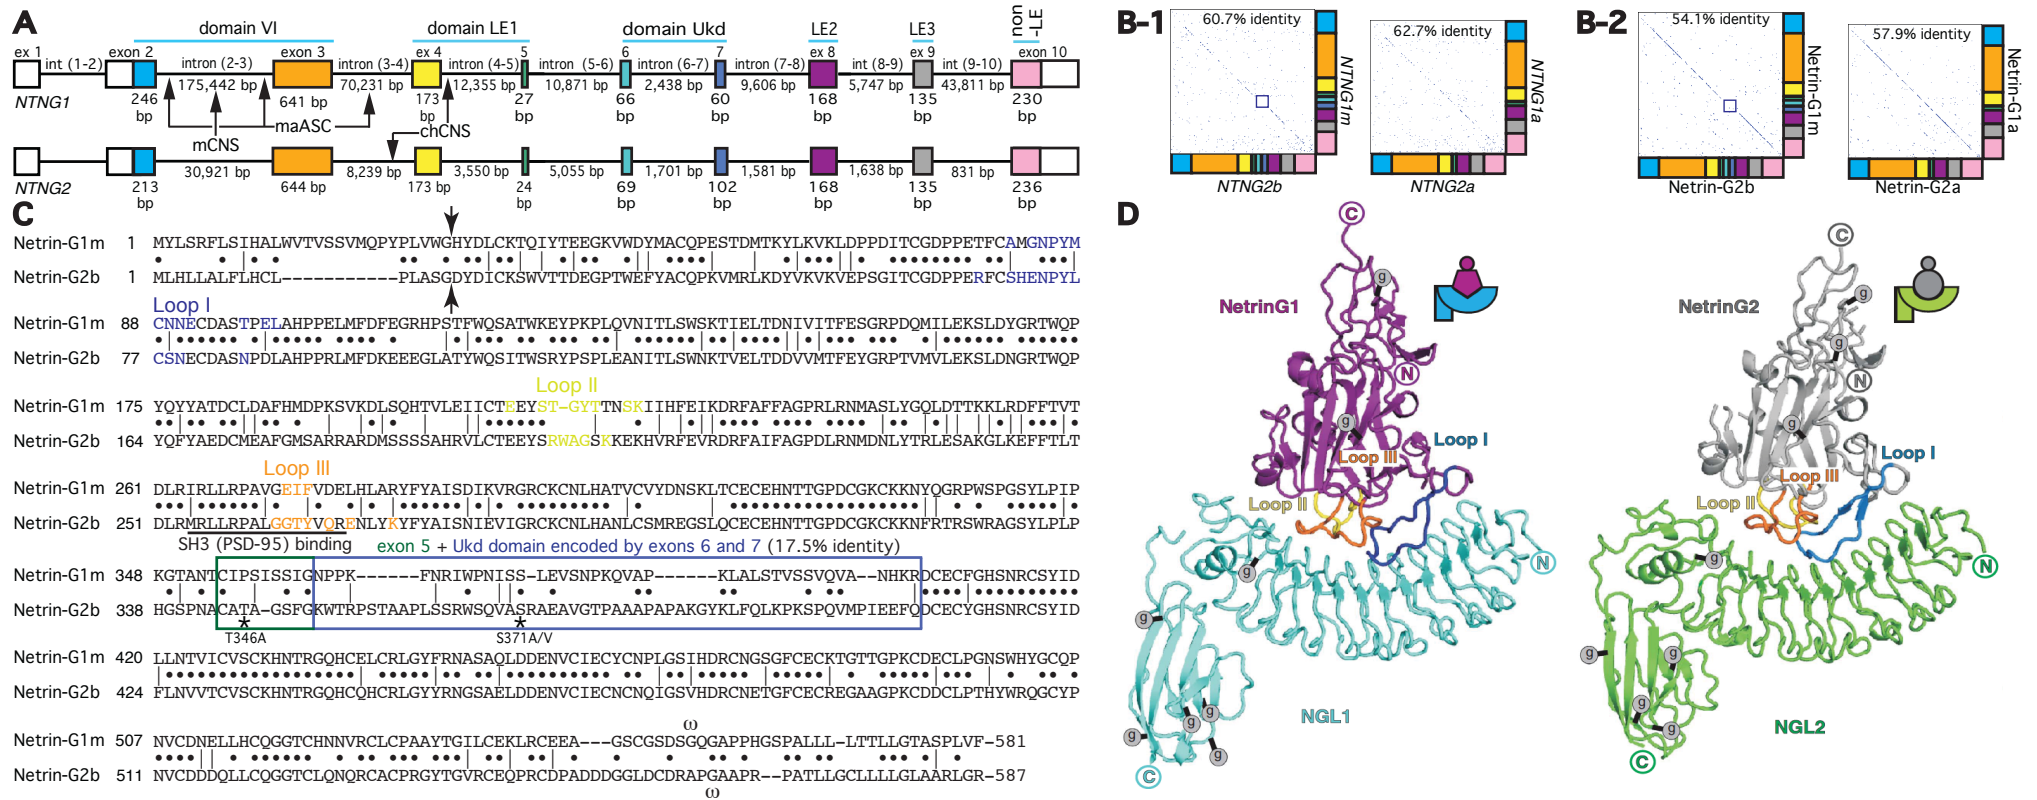 A
domain VI
domain LE1
domain Ukd
LE2
LE3
non
-LE
ex 1
int (1-2)
exon 2
intron (2-3)
exon 3
intron (3-4)
ex 4
intron (4-5)
5
intron (5-6)
6
intron (6-7)
7
intron (7-8)
ex 8
int (8-9)
ex 9
int (9-10)
exon 10
NTNG1
246 bp
175,442 bp
641 bp
70,231 bp
173 bp
12,355 bp
27 bp
10,871 bp
66 bp
2,438 bp
60 bp
9,606 bp
168 bp
5,747 bp
135 bp
43,811 bp
230 bp
mCNS
maASC
chCNS
NTNG2
213 bp
30,921 bp
644 bp
8,239 bp
173 bp
3,550 bp
24 bp
5,055 bp
69 bp
1,701 bp
102 bp
1,581 bp
168 bp
1,638 bp
135 bp
831 bp
236 bp
B-1
60.7% identity
NTNG1m
NTNG2b
62.7% identity
NTNG1a
NTNG2a
B-2
54.1% identity
Netrin-G1m
Netrin-G2b
57.9% identity
Netrin-G1a
Netrin-G2a
C
Netrin-G1m 1 MYLSRFLSIHALWVTVSSVMQPYPLVWGHYDLCKTQIYTEEGKVWDYMACQPESTDMTKYLKVKLDPPDITCGDPPETFCAMGNPYM
Netrin-G2b 1 MLHLLALFLHCL-----------PLASGDYDICKSWVTTDEGPTWEFYACQPKVMRLKDYVKVKVEPSGITCGDPPERFCSHENPYL
Loop I
Netrin-G1m 88 CNNECDASTPELAHPPELMFDFEGRHPSTFWQSATWKEYPKPLQVNITLSWSKTIELTDNIVITFESGRPDQMILEKSLDYGRTWQP
Netrin-G2b 77 CSNECDASNPDLAHPPRLMFDKEEEGLATYWQSITWSRYPSPLEANITLSWNKTVELTDDVVMTFEYGRPTVMVLEKSLDNGRTWQP
Loop II
Netrin-G1m 175 YQYYATDCLDAFHMDPKSVKDLSQHTVLEIICTEEYST-GYTTNSKIIHFEIKDRFAFFAGPRLRNMASLYGQLDTTKKLRDFFTVT
Netrin-G2b 164 YQFYAEDCMEAFGMSARRARDMSSSSAHRVLCTEEYSRWAGSKKEKHVRFEVRDRFAIFAGPDLRNMDNLYTRLESAKGLKEFFTLT
Loop III
Netrin-G1m 261 DLRIRLLRPAVGEIFVDELHLARYFYAISDIKVRGRCKCNLHATVCVYDNSKLTCECEHNTTGPDCGKCKKNYQGRPWSPGSYLPIP
Netrin-G2b 251 DLRMRLLRPALGGTYVQRENLYKYFYAISNIEVIGRCKCNLHANLCSMREGSLQCECEHNTTGPDCGKCKKNFRTRSWRAGSYLPLP
SH3 (PSD-95) binding
exon 5 + Ukd domain encoded by exons 6 and 7 (17.5% identity)
Netrin-G1m 348 KGTANTCIPSISSIGNPPK------FNRIWPNISS-LEVSNPKQVAP------KLALSTVSSVQVA--NHKRDCECFGHSNRCSYID
Netrin-G2b 338 HGSPNACATA-GSFGKWTRPSTAAPLSSRWSQVASRAEAVGTPAAAPAPAKGYKLFQLKPKSPQVMPIEEFQDCECYGHSNRCSYID
* *
T346A S371A/V
Netrin-G1m 420 LLNTVICVSCKHNTRGQHCELCRLGYFRNASAQLDDENVCIECYCNPLGSIHDRCNGSGFCECKTGTTGPKCDECLPGNSWHYGCQP
Netrin-G2b 424 FLNVVTCVSCKHNTRGQHCQHCRLGYYRNGSAELDDENVCIECNCNQIGSVHDRCNETGFCECREGAAGPKCDDCLPTHYWRQGCYP
ω
Netrin-G1m 507 NVCDNELLHCQGGTCHNNVRCLCPAAYTGILCEKLRCEEA---GSCGSDSGQGAPPHGSPALLL-LTTLLGTASPLVF-581
Netrin-G2b 511 NVCDDDQLLCQGGTCLQNQRCACPRGYTGVRCEQPRCDPADDDGGLDCDRAPGAAPR--PATLLGCLLLLGLAARLGR-587
ω
D
C
g
NetrinG1
N
g
Loop I
Loop III
Loop II
N
g
g
g
g
g
g
NGL1
C
C
NetrinG2
g
g
N
g
Loop I
Loop III
Loop II
g
N
g
g
g
g
NGL2
C